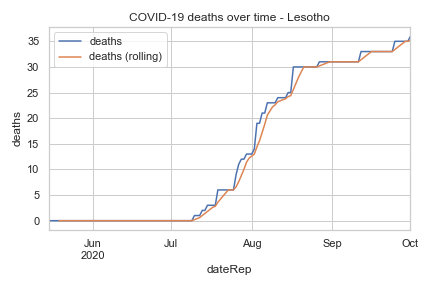 COVID-19 deaths over time - Lesotho
deaths
deaths (rolling)
35
30
25
20
15
10
5
0
deaths
Jun Jul Aug Sep Oct
2020
dateRep